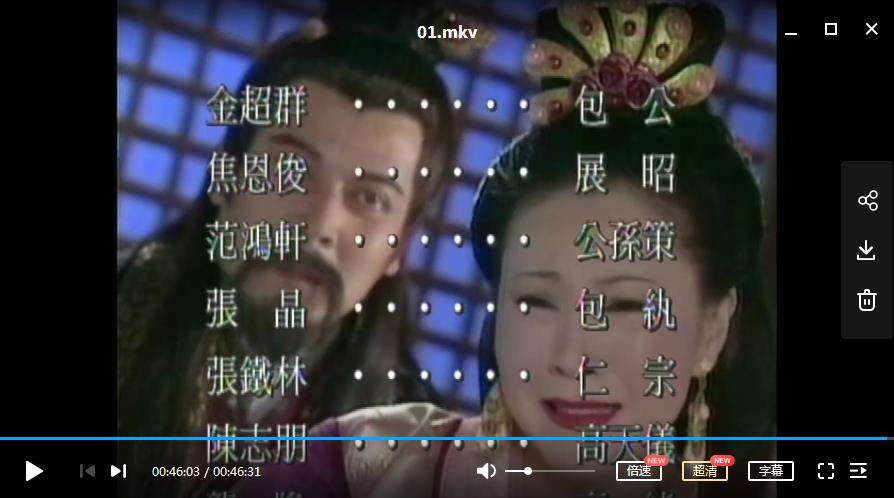 01.mkv
金超群 ‧ ‧ ‧ ‧ ‧ ‧ 包 公
焦恩俊 ‧ ‧ ‧ ‧ ‧ ‧ 展 昭
范鴻軒 ‧ ‧ ‧ ‧ ‧ ‧ 公孫策
張 晶 ‧ ‧ ‧ ‧ ‧ ‧ 包 紈
張鐵林 ‧ ‧ ‧ ‧ ‧ ‧ 仁 宗
陳志朋 ‧ ‧ ‧ ‧ ‧ ‧ 高天儀
00:46:03 / 00:46:31 倍速 NEW 超清 NEW 字幕